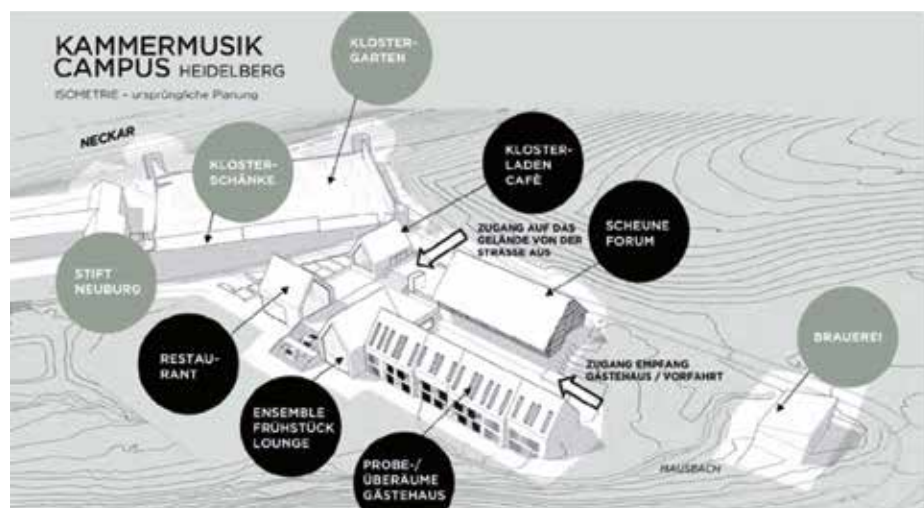 KAMMERMUSIK
CAMPUS HEIDELBERG
ISOMETRIE – ursprüngliche Planung
KLOSTER-
GARTEN
NECKAR
KLOSTER-
SCHÄNKE
KLOSTER-
LADEN
CAFÈ
ZUGANG AUF DAS
GELÄNDE VON DER
STRASSE AUS
SCHEUNE
FORUM
STIFT
NEUBURG
BRAUEREI
RESTAU-
RANT
ZUGANG EMPFANG
GÄSTEHAUS / VORFAHRT
ENSEMBLE
FRÜHSTÜCK
LOUNGE
PROBE-/
ÜBERÄUME
GÄSTEHAUS
HAUSBACH